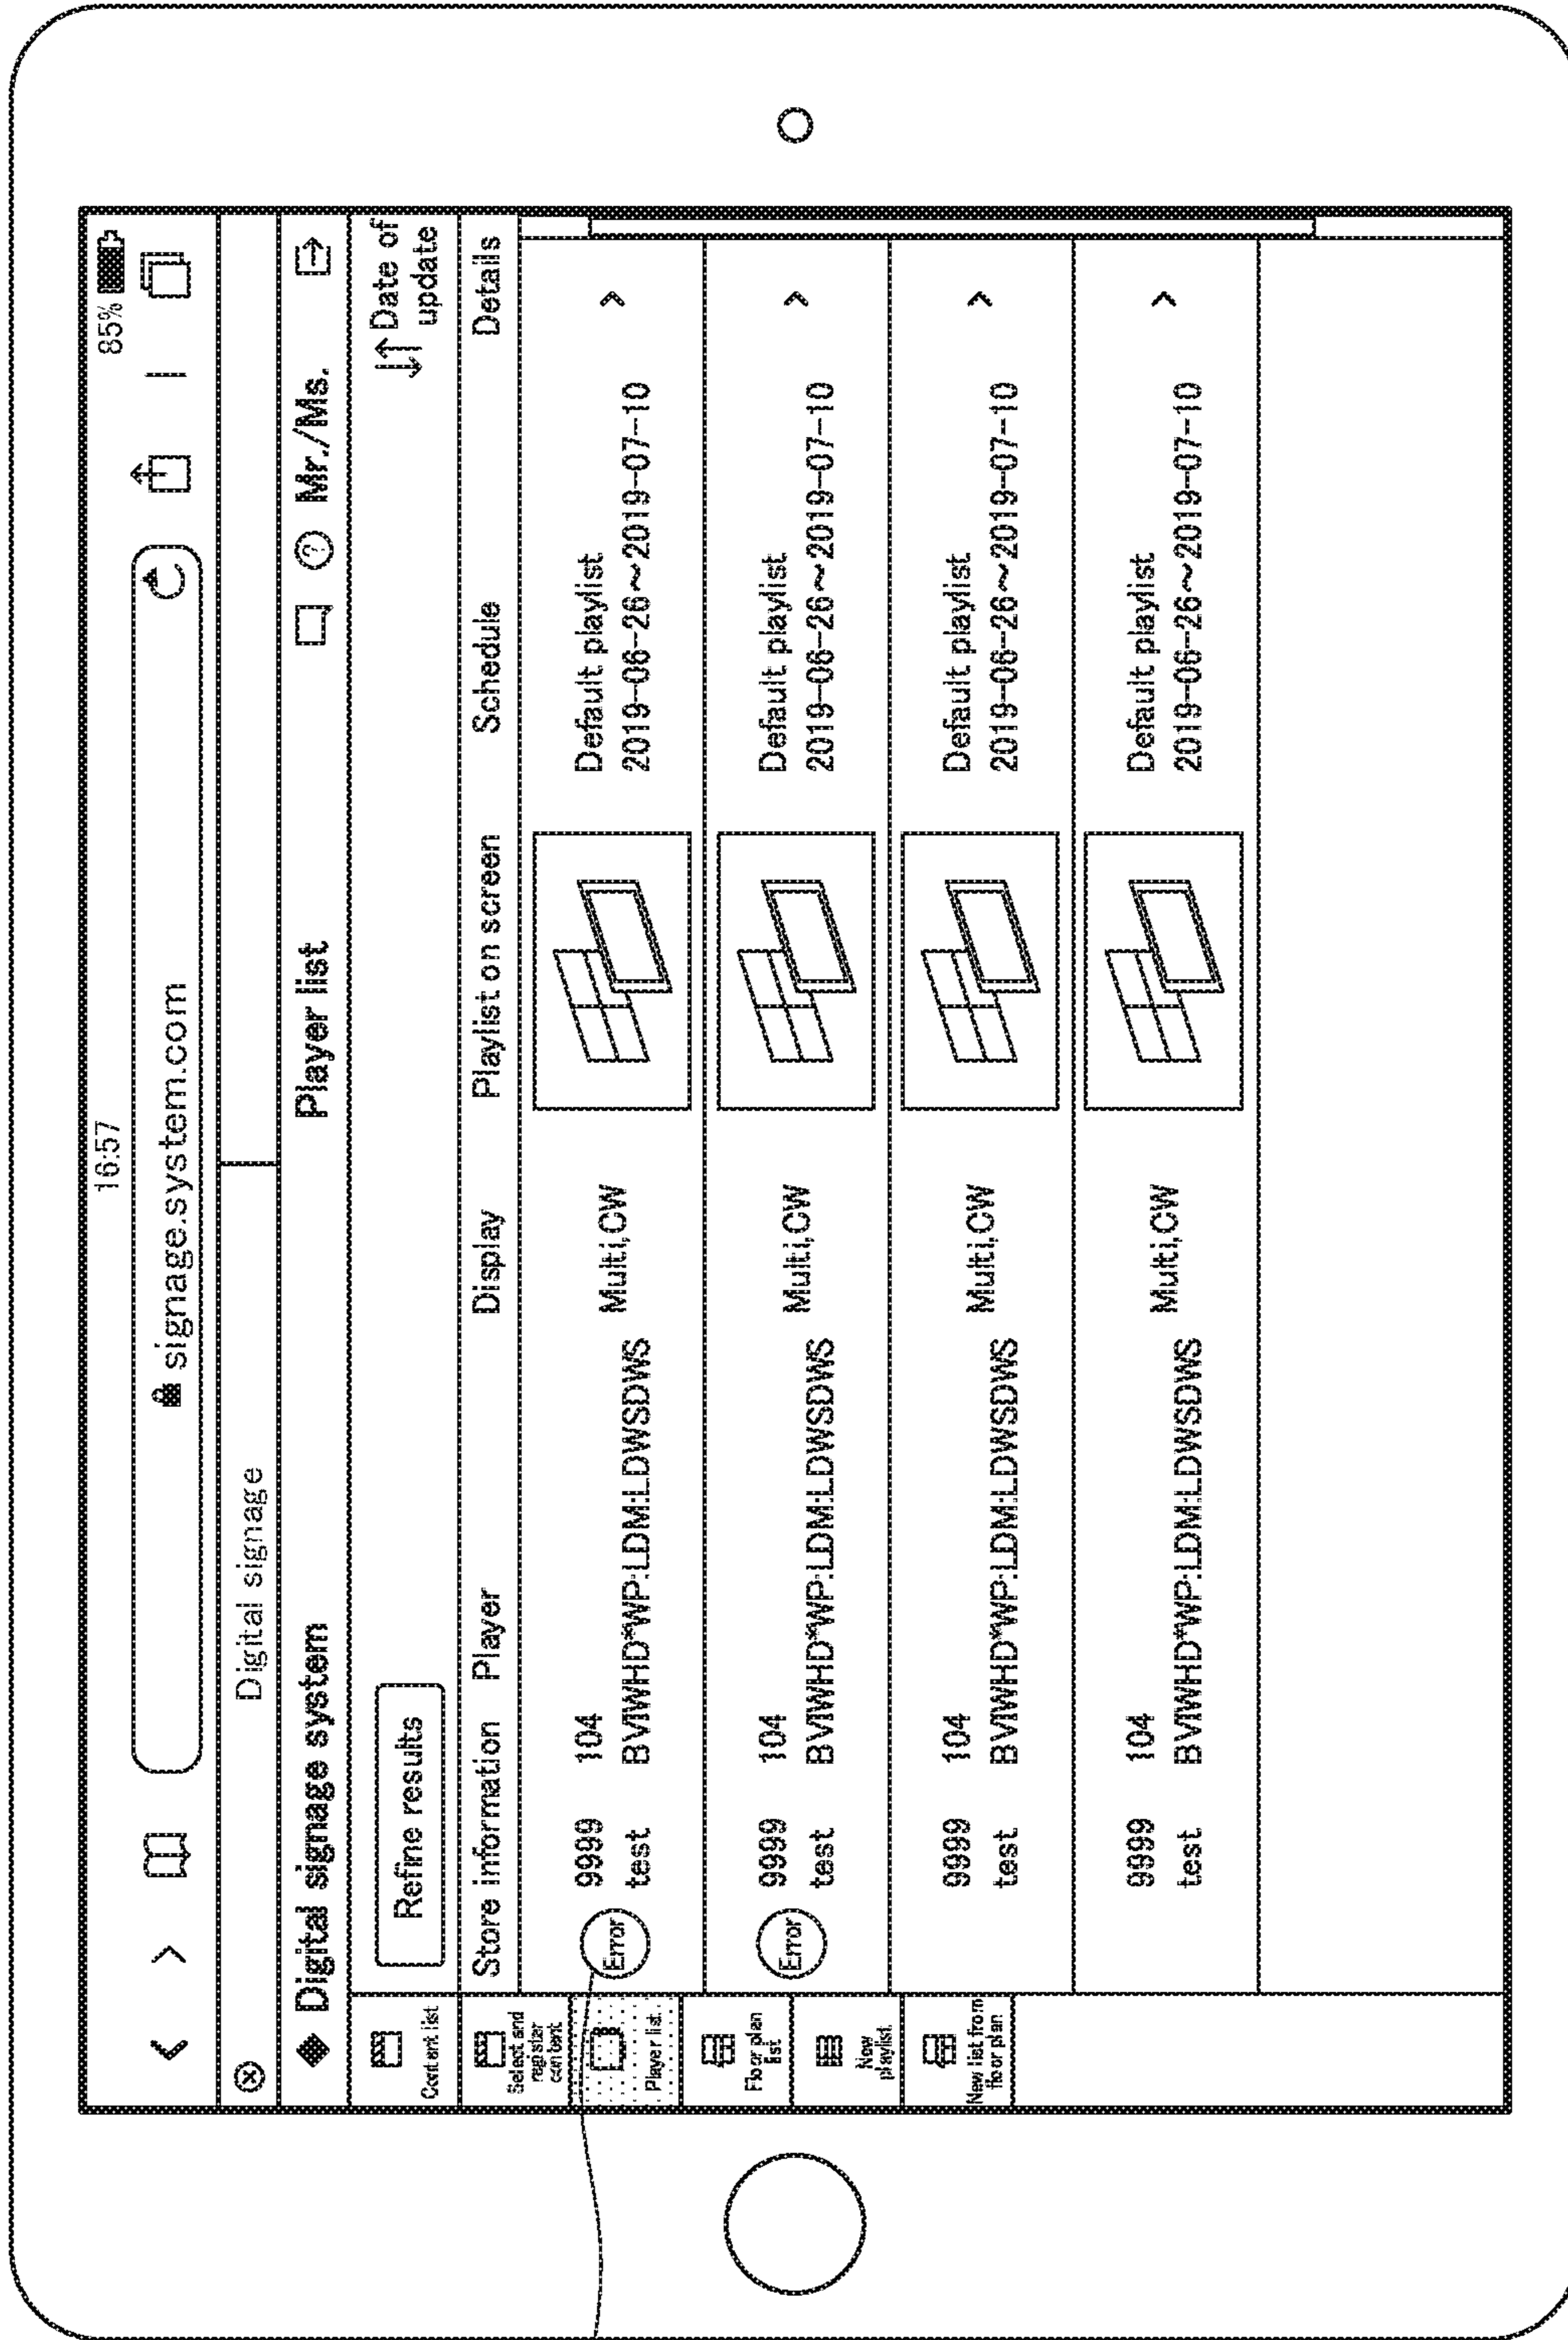 16:57
85%
signage.system.com
Digital signage
Digital signage system
Player list
? Mr./Ms.
Refine results
Date of
update
Store information Player Display Playlist on screen Schedule Details
Content list
Select and
register
content
Player list
Floor plan
list
New
playlist
New list from
floor plan
Error
9999 104 Multi,CW Default playlist
test BVIWHD*WP:LDM:LDWSDWS 2019-06-26~2019-07-10
Error
9999 104 Multi,CW Default playlist
test BVIWHD*WP:LDM:LDWSDWS 2019-06-26~2019-07-10
9999 104 Multi,CW Default playlist
test BVIWHD*WP:LDM:LDWSDWS 2019-06-26~2019-07-10
9999 104 Multi,CW Default playlist
test BVIWHD*WP:LDM:LDWSDWS 2019-06-26~2019-07-10